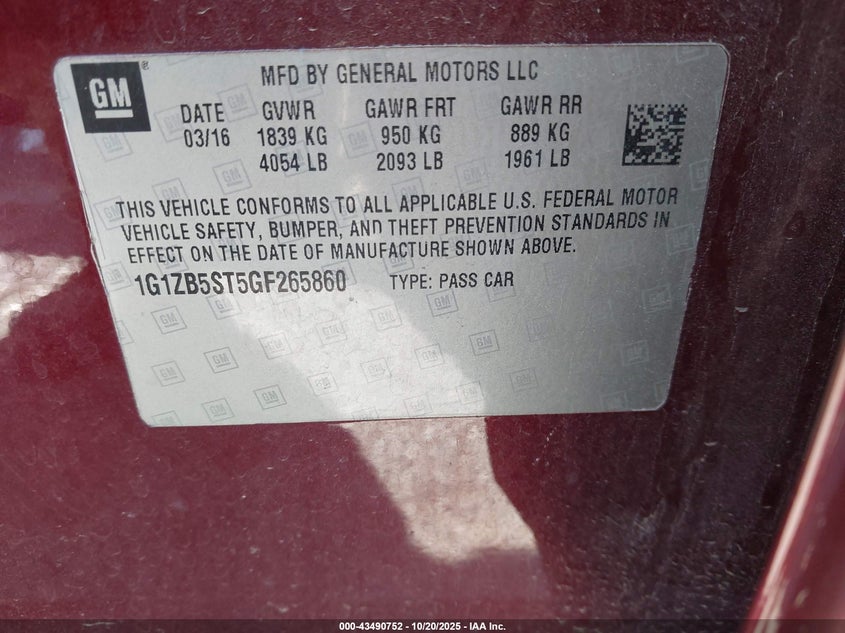 GM
MFD BY GENERAL MOTORS LLC
DATE GVWR GAWR FRT GAWR RR
03/16 1839 KG 950 KG 889 KG
4054 LB 2093 LB 1961 LB
THIS VEHICLE CONFORMS TO ALL APPLICABLE U.S. FEDERAL MOTOR
VEHICLE SAFETY, BUMPER, AND THEFT PREVENTION STANDARDS IN
EFFECT ON THE DATE OF MANUFACTURE SHOWN ABOVE.
1G1ZB5ST5GF265860 TYPE: PASS CAR
000-43490752 - 10/20/2025 - IAA Inc.